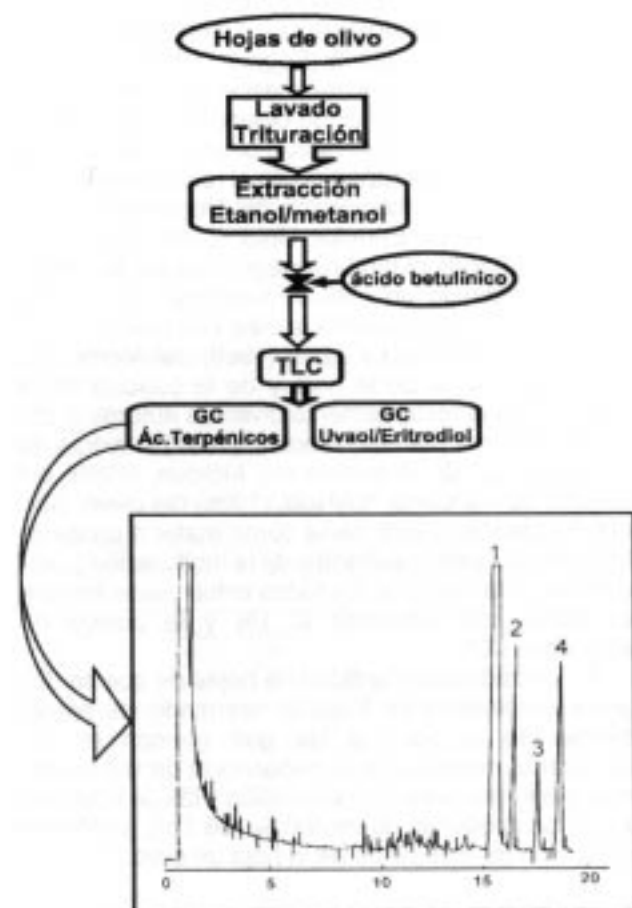 Hojas de olivo
Lavado
Trituración
Extracción
Etanol/metanol
ácido betulínico
TLC
GC
Ác.Terpénicos
GC
Uvaol/Eritrodiol
1
2
3
4
0
5
10
15
20